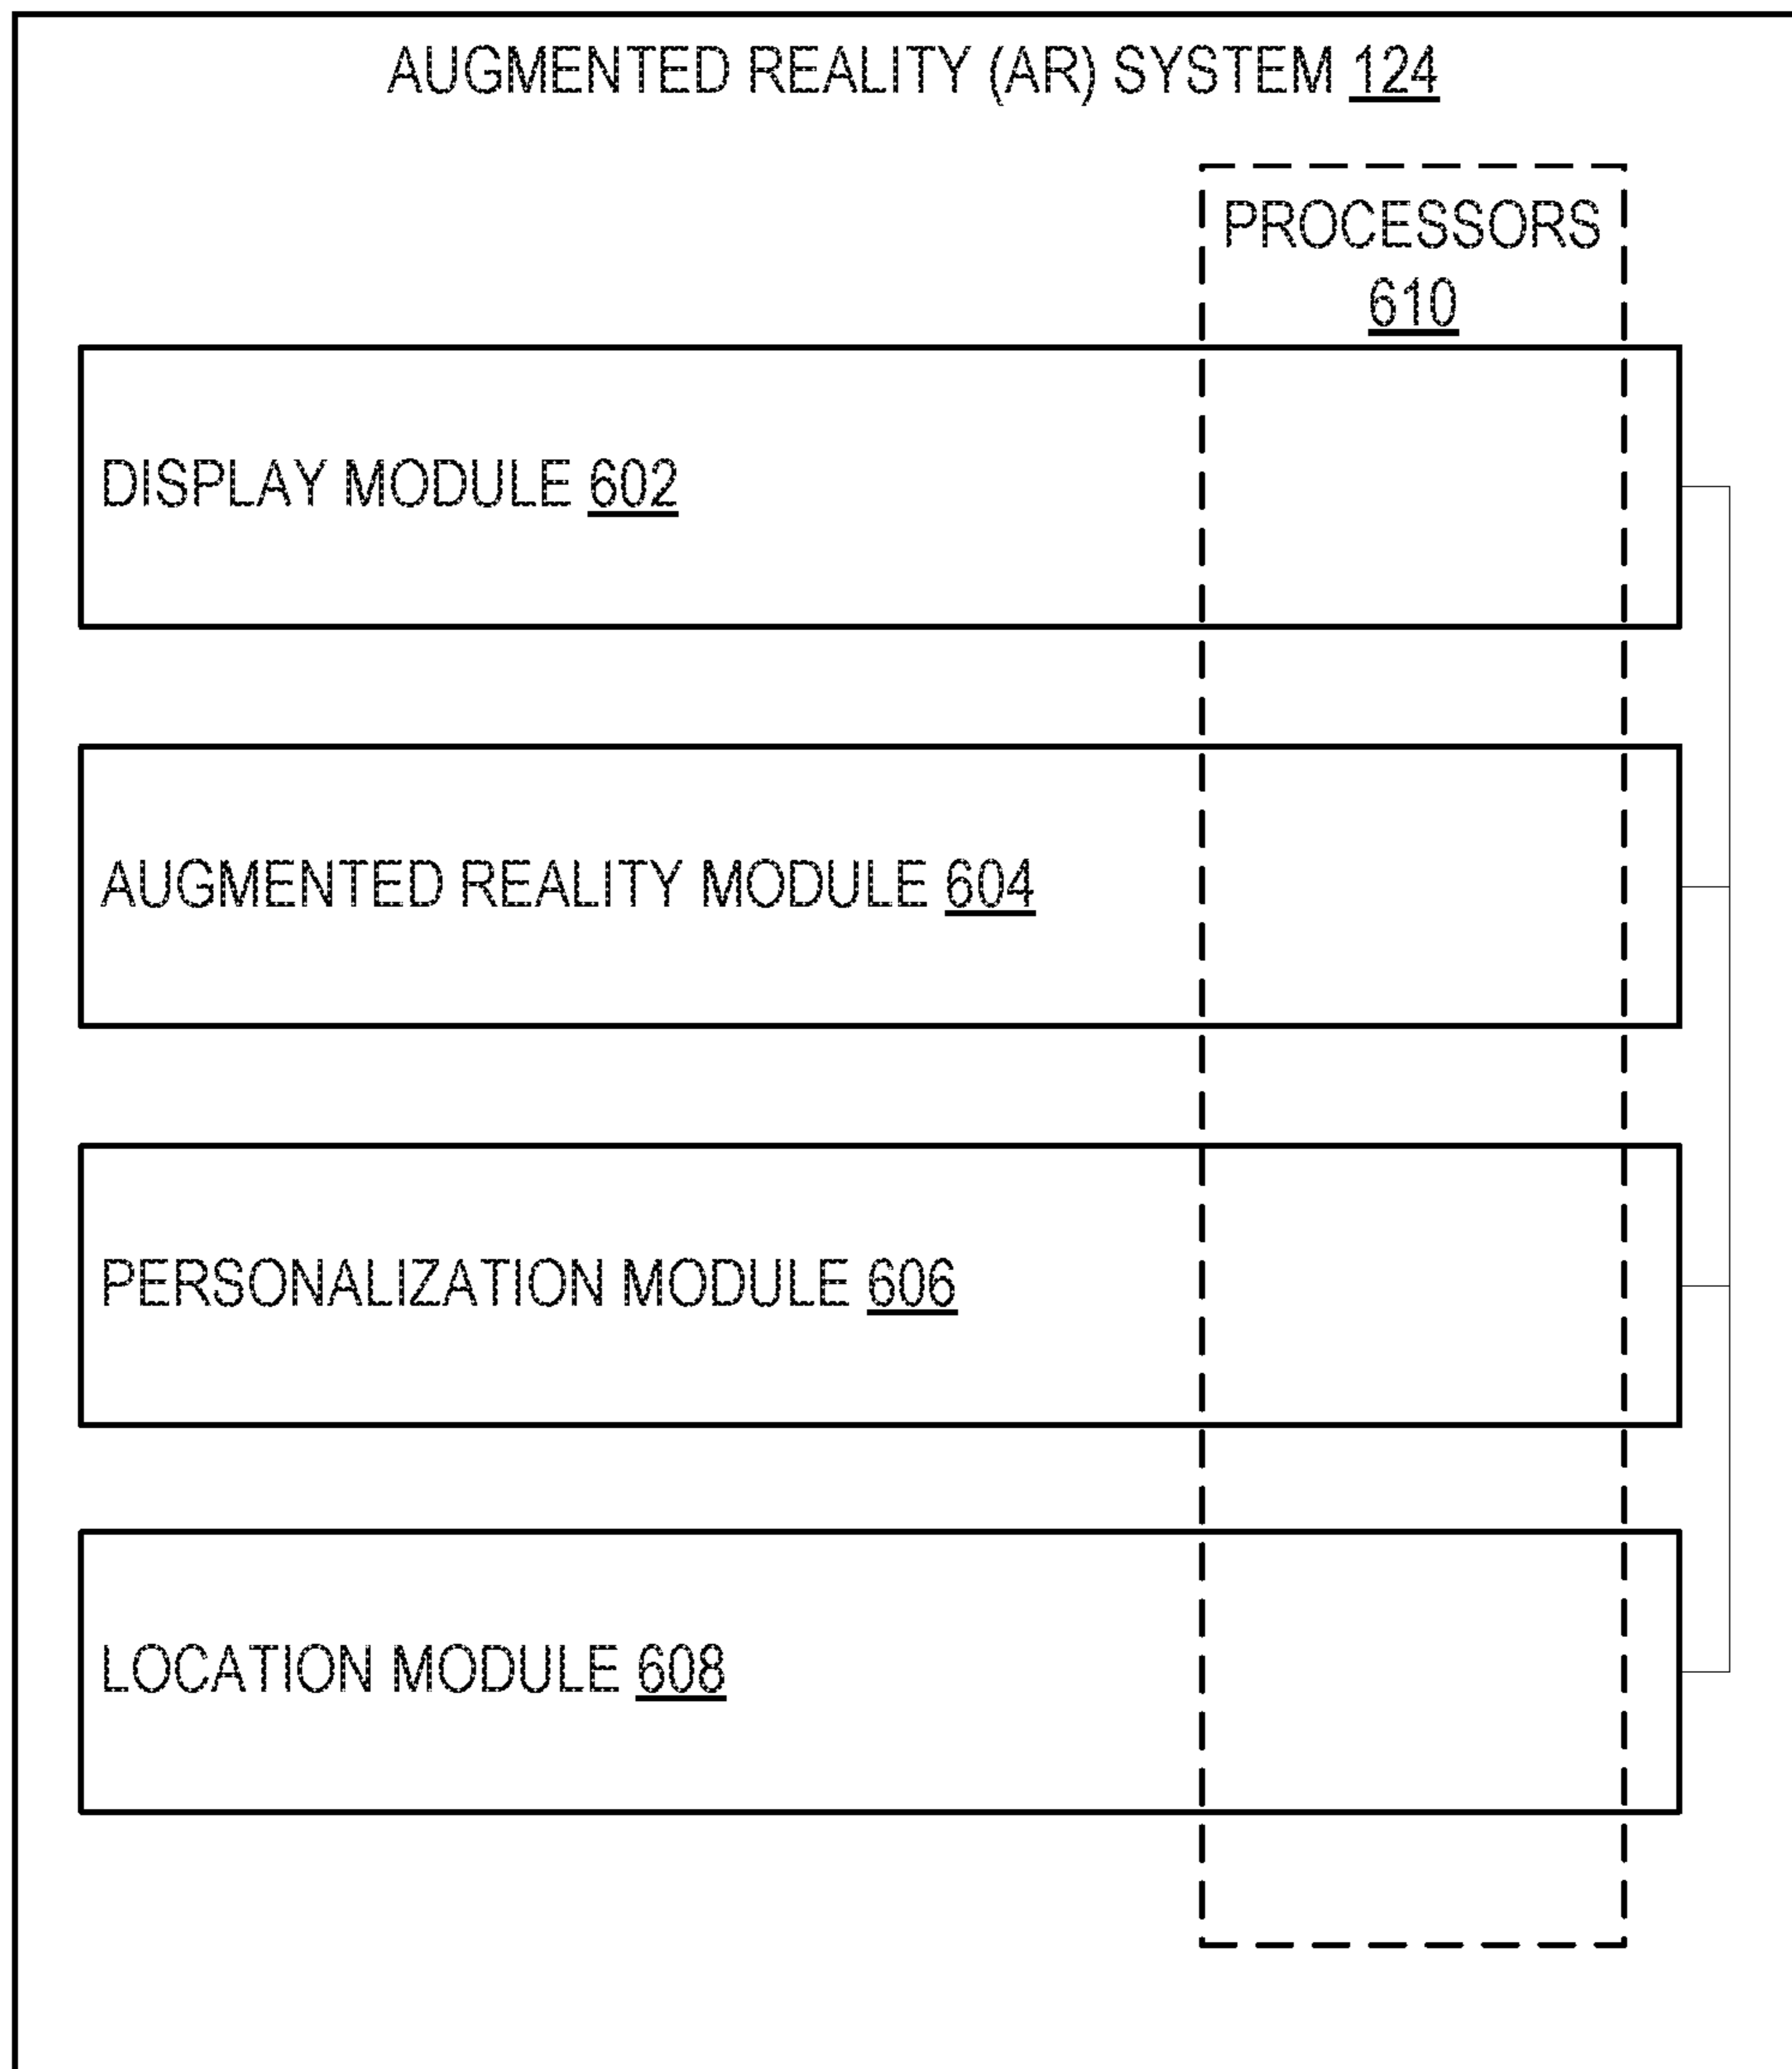 AUGMENTED REALITY (AR) SYSTEM 124
PROCESSORS
610
DISPLAY MODULE 602
AUGMENTED REALITY MODULE 604
PERSONALIZATION MODULE 606
LOCATION MODULE 608